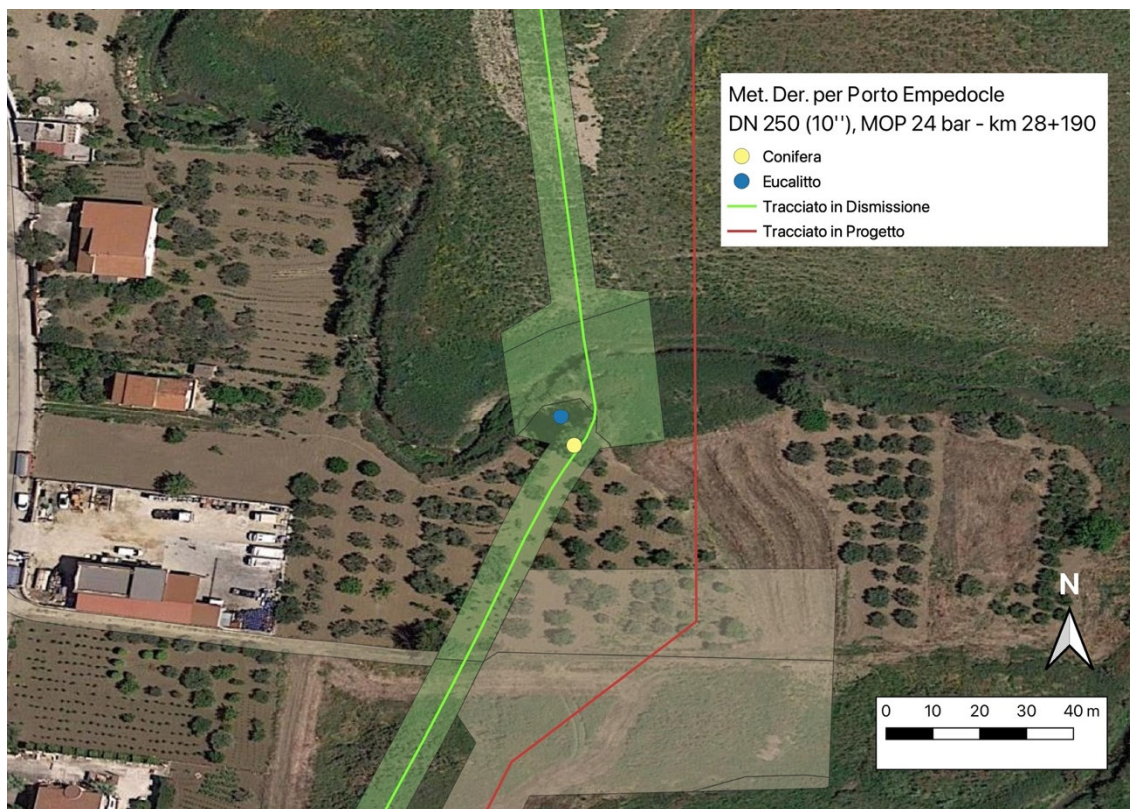 Met. Der. per Porto Empedocle
DN 250 (10''), MOP 24 bar - km 28+190
Conifera
Eucalitto
Tracciato in Dismissione
Tracciato in Progetto
N
0 10 20 30 40 m